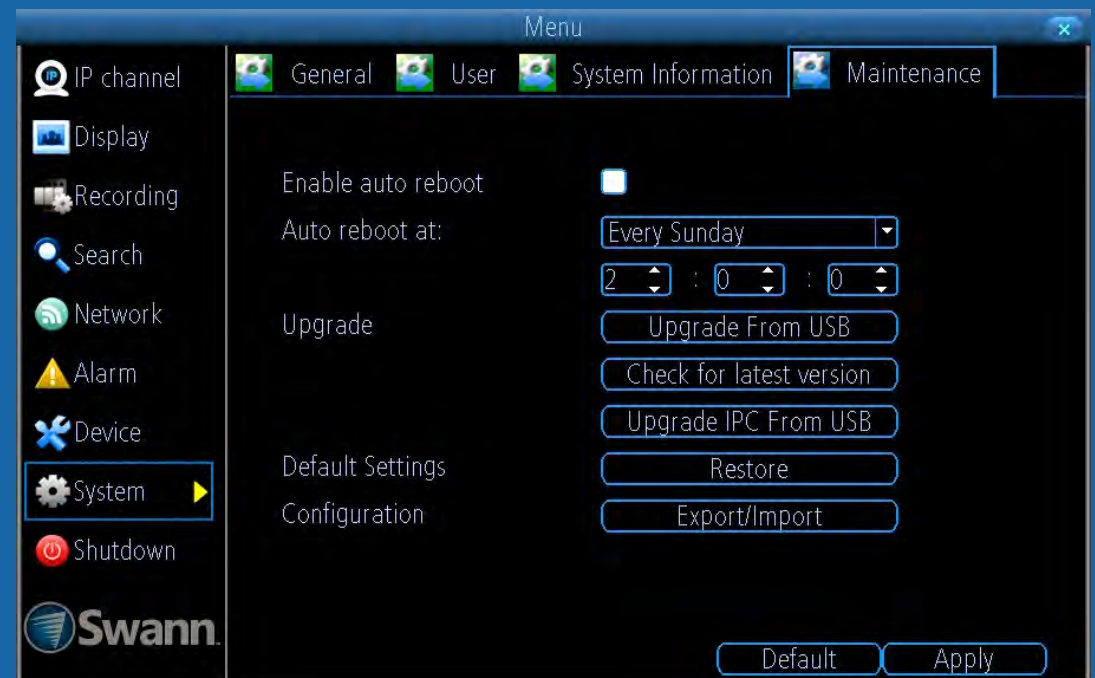 Menu
IP channel
Display
Recording
Search
Network
Alarm
Device
System
Shutdown
Swann
General User System Information Maintenance
Enable auto reboot
Auto reboot at: Every Sunday
2 : 0 : 0
Upgrade Upgrade From USB
Check for latest version
Upgrade IPC From USB
Default Settings Restore
Configuration Export/Import
Default Apply